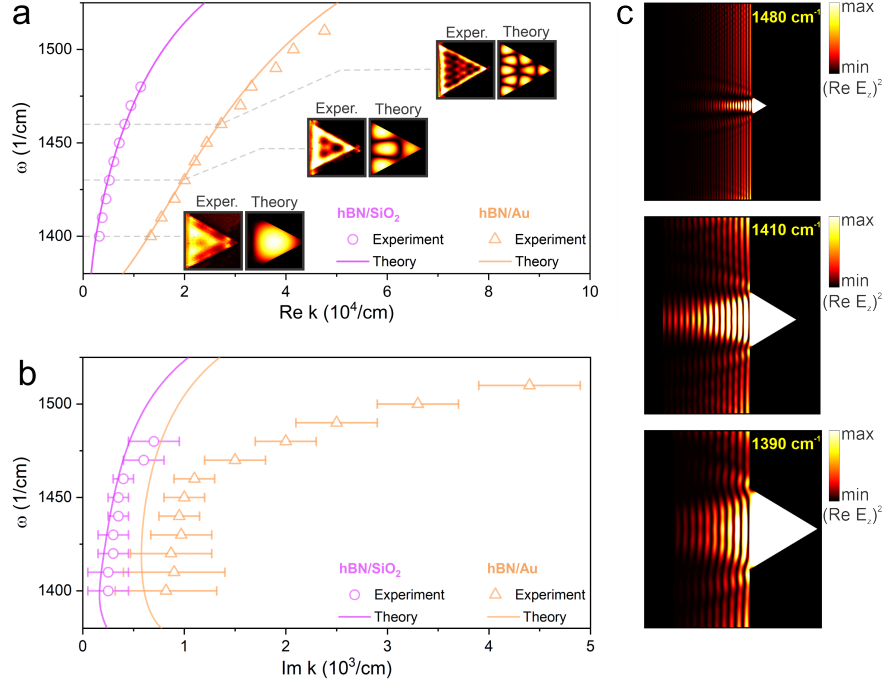 a
ω (1/cm)
1500
1450
1400
0
2
4
6
8
10
Re k (10⁴/cm)
Exper. Theory
Exper. Theory
Exper. Theory
hBN/SiO₂ hBN/Au
Experiment Experiment
Theory Theory
b
ω (1/cm)
1500
1450
1400
0
1
2
3
4
5
Im k (10³/cm)
hBN/SiO₂ hBN/Au
Experiment Experiment
Theory Theory
c
1480 cm⁻¹
max
min
(Re E_z)²
1410 cm⁻¹
max
min
(Re E_z)²
1390 cm⁻¹
max
min
(Re E_z)²